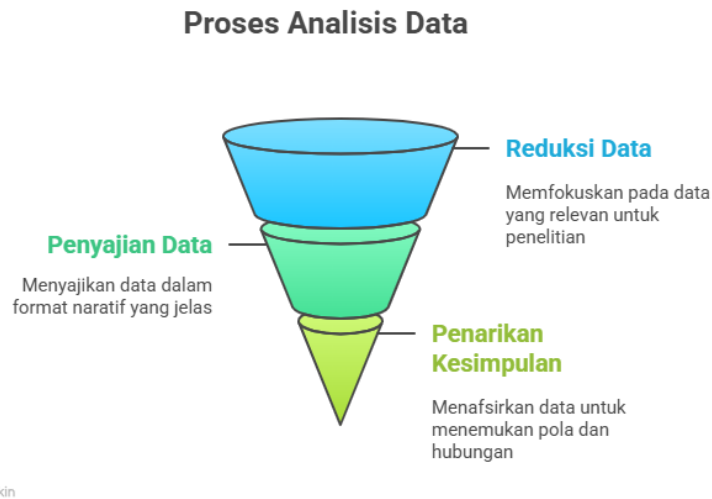 Proses Analisis Data
Reduksi Data
Memfokuskan pada data
yang relevan untuk
penelitian
Penyajian Data
Menyajikan data dalam
format naratif yang jelas
Penarikan
Kesimpulan
Menafsirkan data untuk
menemukan pola dan
hubungan